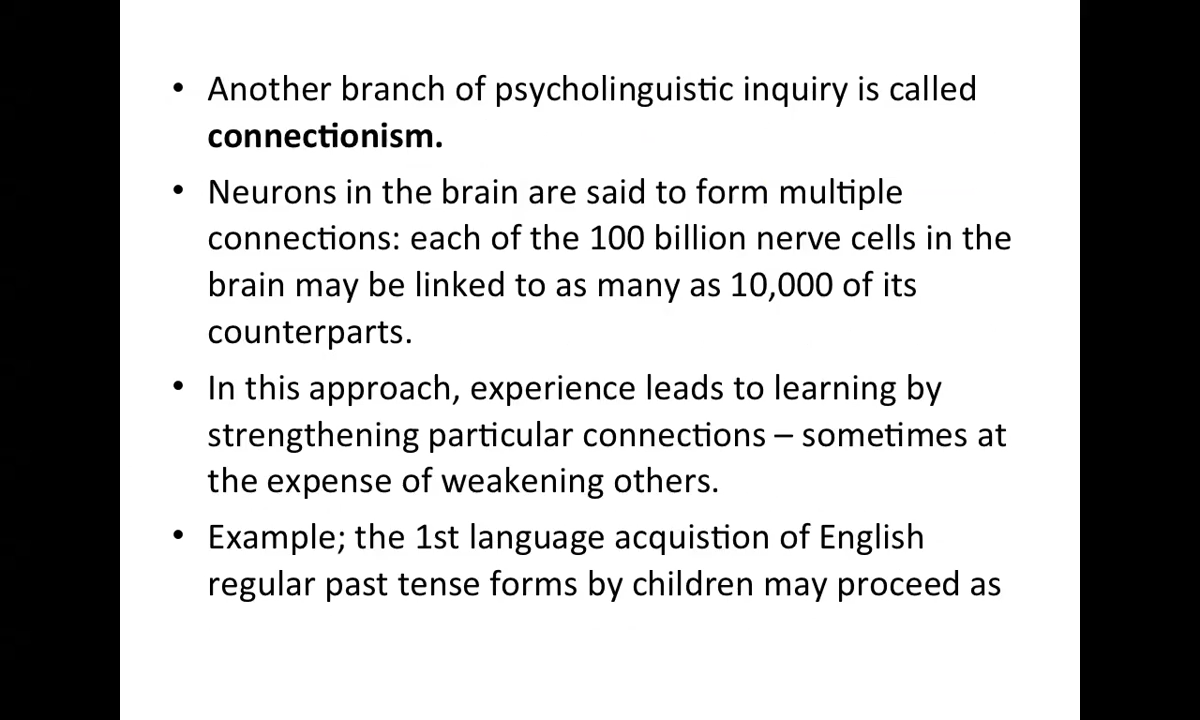 • Another branch of psycholinguistic inquiry is called
connectionism.
• Neurons in the brain are said to form multiple
connections: each of the 100 billion nerve cells in the
brain may be linked to as many as 10,000 of its
counterparts.
• In this approach, experience leads to learning by
strengthening particular connections – sometimes at
the expense of weakening others.
• Example; the 1st language acquistion of English
regular past tense forms by children may proceed as